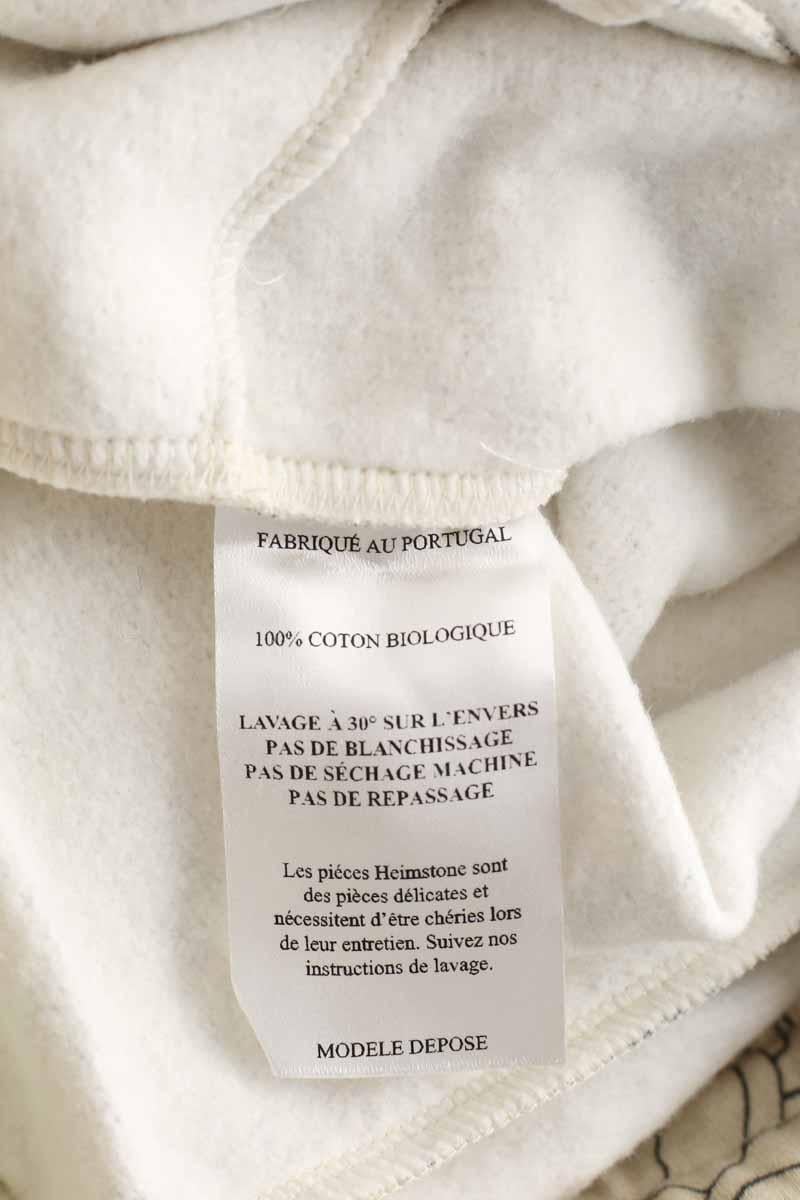 FABRIQUÉ AU PORTUGAL
100% COTON BIOLOGIQUE
LAVAGE À 30° SUR L'ENVERS
PAS DE BLANCHISSAGE
PAS DE SÉCHAGE MACHINE
PAS DE REPASSAGE
Les piéces Heimstone sont
des pièces délicates et
nécessitent d'être chéries lors
de leur entretien. Suivez nos
instructions de lavage.
MODELE DEPOSE